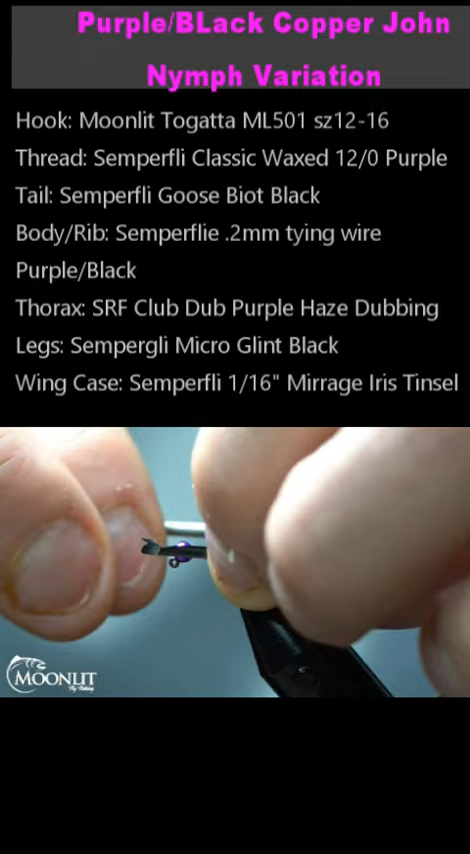 Purple/BLack Copper John
Nymph Variation
Hook: Moonlit Togatta ML501 sz12-16
Thread: Semperfli Classic Waxed 12/0 Purple
Tail: Semperfli Goose Biot Black
Body/Rib: Semperflie .2mm tying wire
Purple/Black
Thorax: SRF Club Dub Purple Haze Dubbing
Legs: Sempergli Micro Glint Black
Wing Case: Semperfli 1/16" Mirrage Iris Tinsel
MOONLIT
Fly Fishing